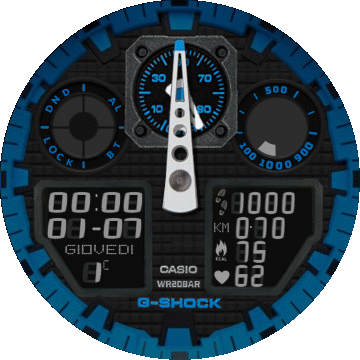 DND
AL
LOCK
BT
30
70
90
500
100 1000 900
00:00
01-07
GIOVEDI
1°C
1000
KM 0.70
KCAL 75
62
CASIO
WR20BAR
G-SHOCK